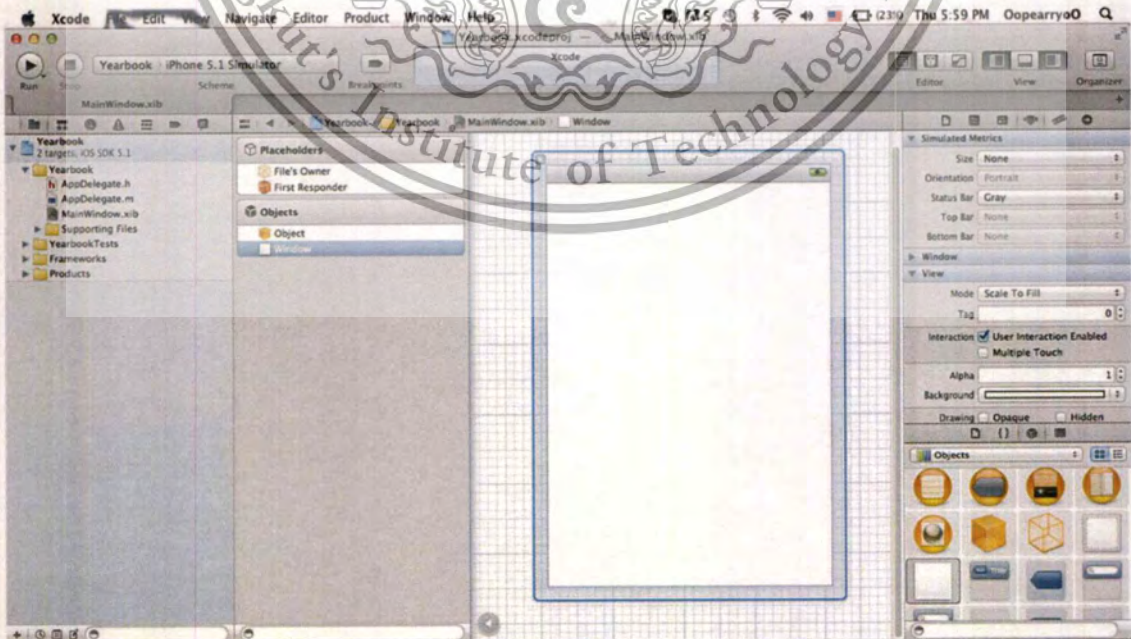 Xcode File Edit View Navigate Editor Product Window Help Thu 5:59 PM OopearryoO
Yearbook.xcodeproj — MainWindow.xib
Yearbook iPhone 5.1 Simulator
Xcode
Run Stop Scheme Breakpoints Editor View Organizer
MainWindow.xib
Yearbook Yearbook MainWindow.xib Window
Yearbook
2 targets, iOS SDK 5.1
Yearbook
AppDelegate.h
AppDelegate.m
MainWindow.xib
Supporting Files
YearbookTests
Frameworks
Products
Placeholders
File's Owner
First Responder
Objects
Object
Window
Simulated Metrics
Size None
Orientation Portrait
Status Bar Gray
Top Bar None
Bottom Bar None
Window
View
Mode Scale To Fill
Tag 0
Interaction User Interaction Enabled
Multiple Touch
Alpha 1
Background
Drawing Opaque Hidden
{}
Objects
kut's Institute of Technology